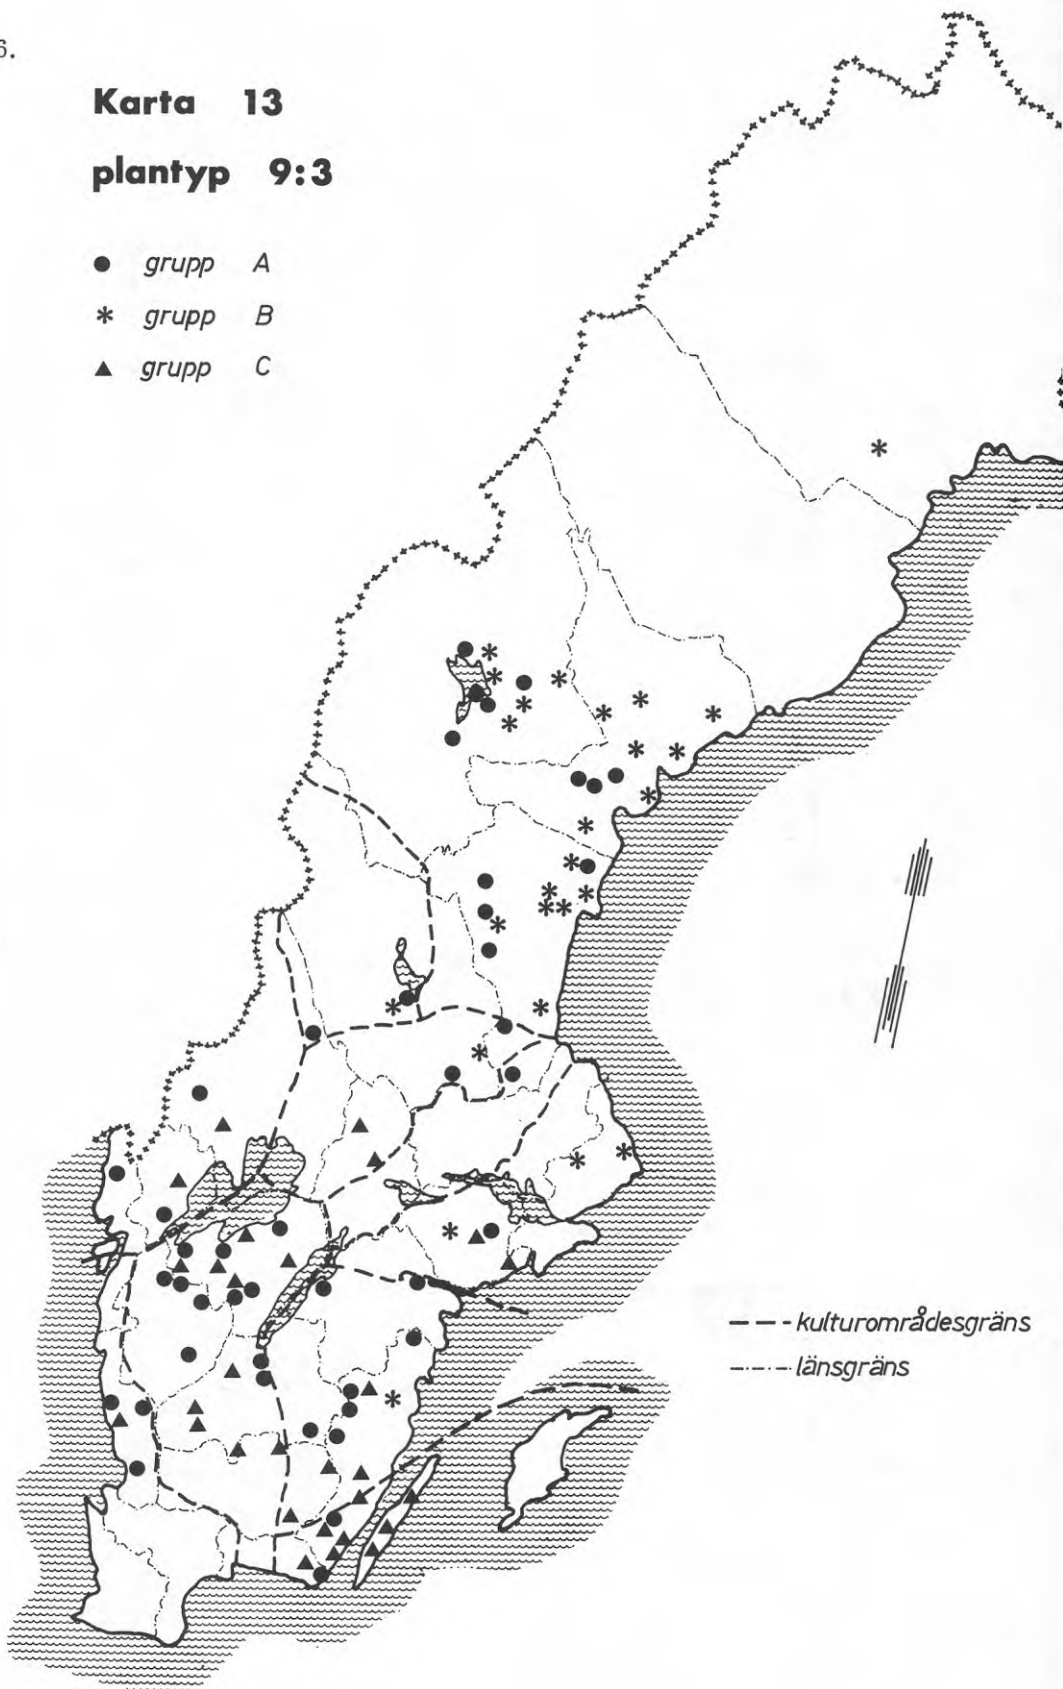 6.
Karta 13
plantyp 9:3
grupp A
grupp B
grupp C
kulturområdesgräns
länsgräns